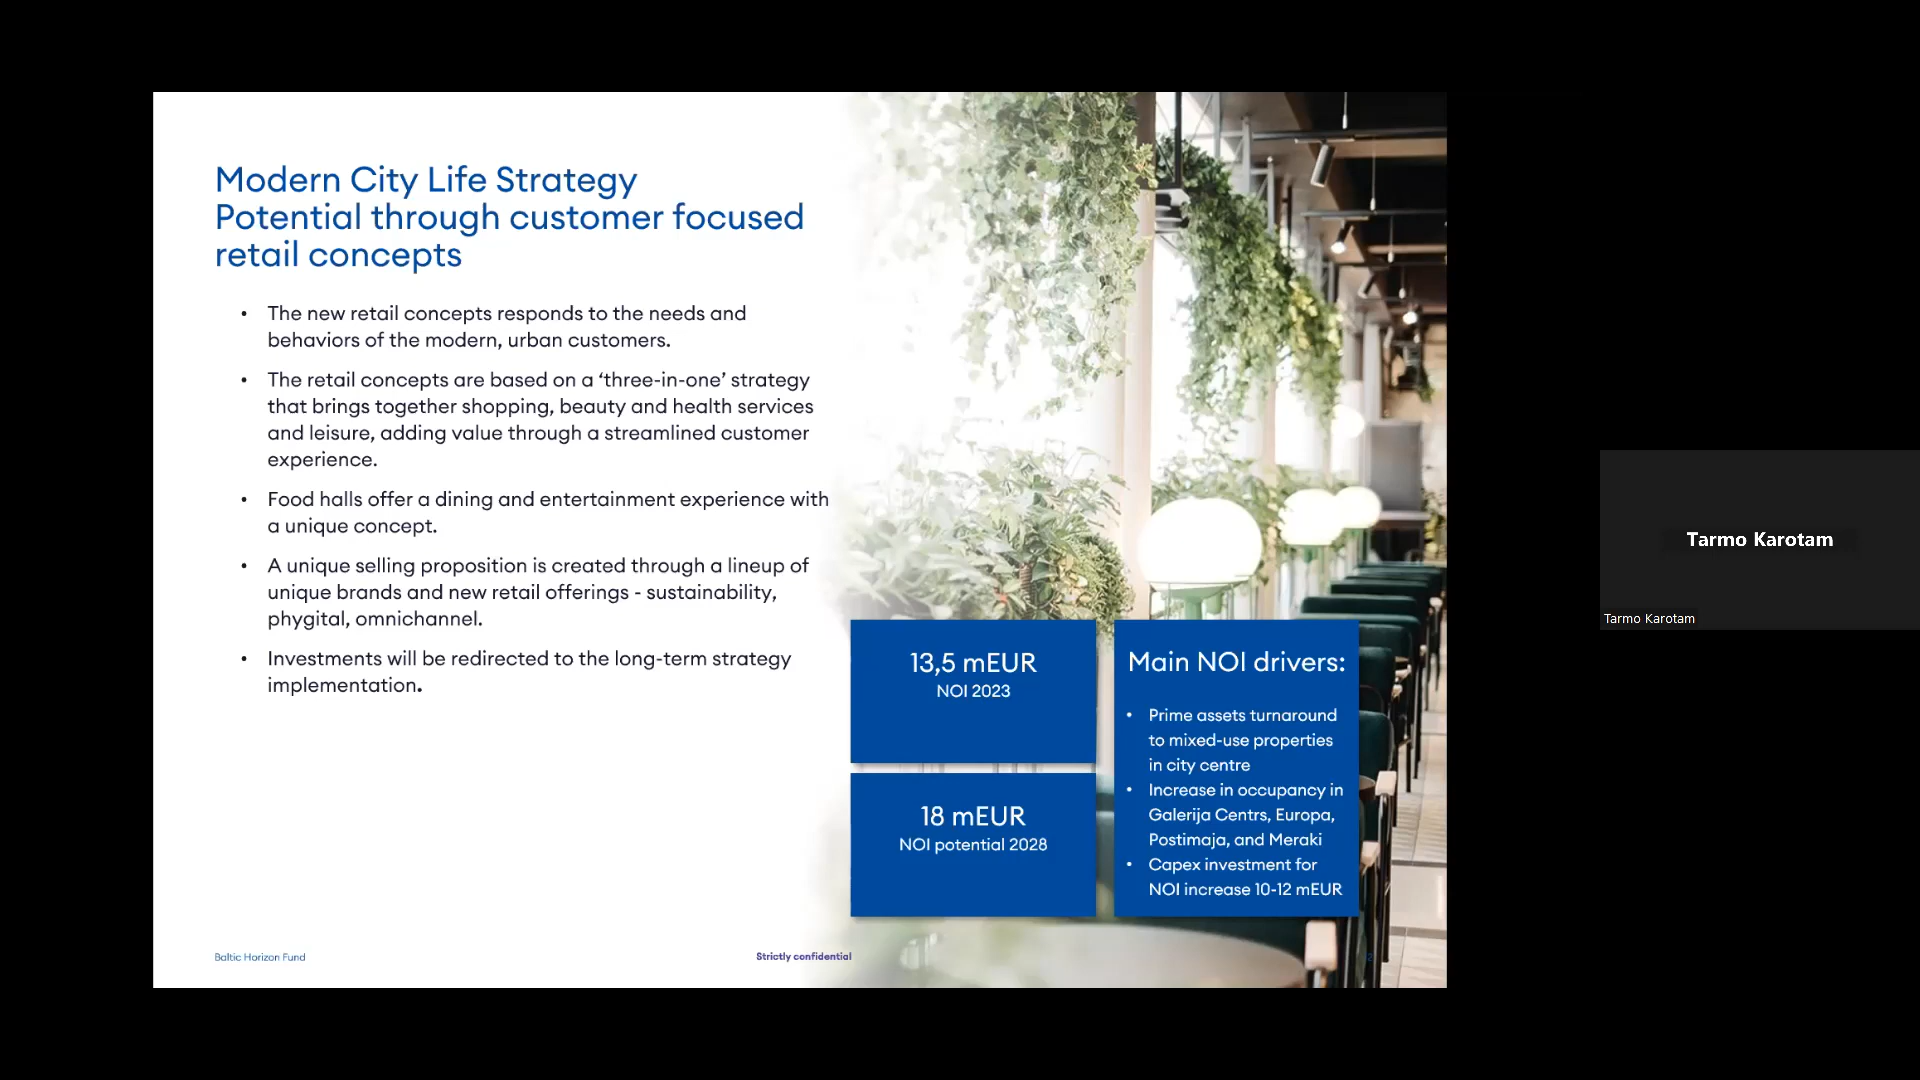 Modern City Life Strategy
Potential through customer focused
retail concepts
• The new retail concepts responds to the needs and
behaviors of the modern, urban customers.
• The retail concepts are based on a ‘three-in-one’ strategy
that brings together shopping, beauty and health services
and leisure, adding value through a streamlined customer
experience.
• Food halls offer a dining and entertainment experience with
a unique concept.
• A unique selling proposition is created through a lineup of
unique brands and new retail offerings - sustainability,
phygital, omnichannel.
• Investments will be redirected to the long-term strategy
implementation.
13,5 mEUR
NOI 2023
18 mEUR
NOI potential 2028
Main NOI drivers:
• Prime assets turnaround
to mixed-use properties
in city centre
• Increase in occupancy in
Galerija Centrs, Europa,
Postimaja, and Meraki
• Capex investment for
NOI increase 10-12 mEUR
Baltic Horizon Fund
Strictly confidential
Tarmo Karotam
Tarmo Karotam